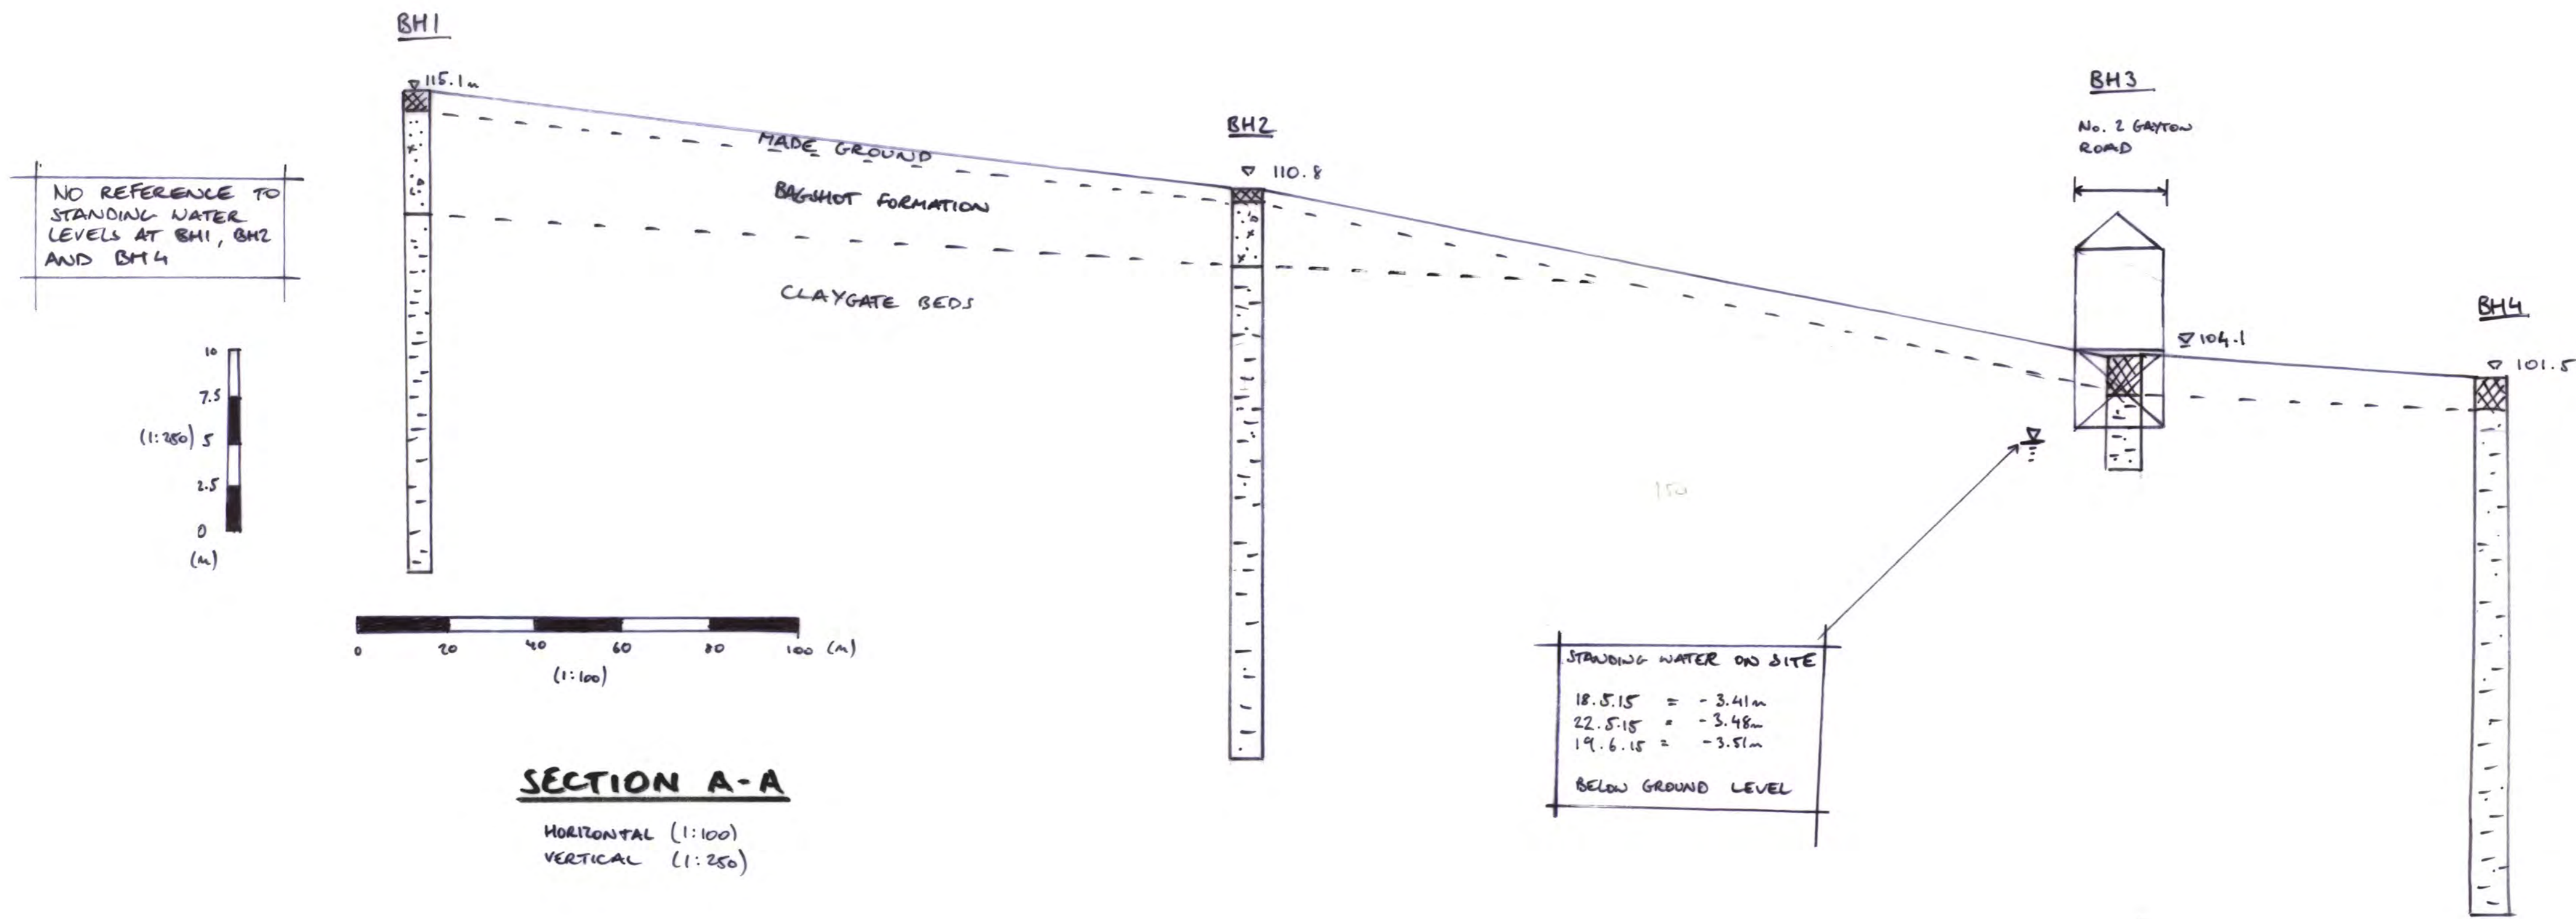 BH1
115.1m
BH2
110.8
BH3
No. 2 GAYTON
ROAD
104.1
BH4
101.5
MADE GROUND
BAGSHOT FORMATION
CLAYGATE BEDS
NO REFERENCE TO
STANDING WATER
LEVELS AT BH1, BH2
AND BH4
10
7.5
(1:250) 5
2.5
0
(m)
0 20 40 60 80 100 (m)
(1:100)
150
STANDING WATER ON SITE
18.5.15 = - 3.41m
22.5.15 = - 3.48m
19.6.15 = - 3.51m
BELOW GROUND LEVEL
SECTION A-A
HORIZONTAL (1:100)
VERTICAL (1:250)